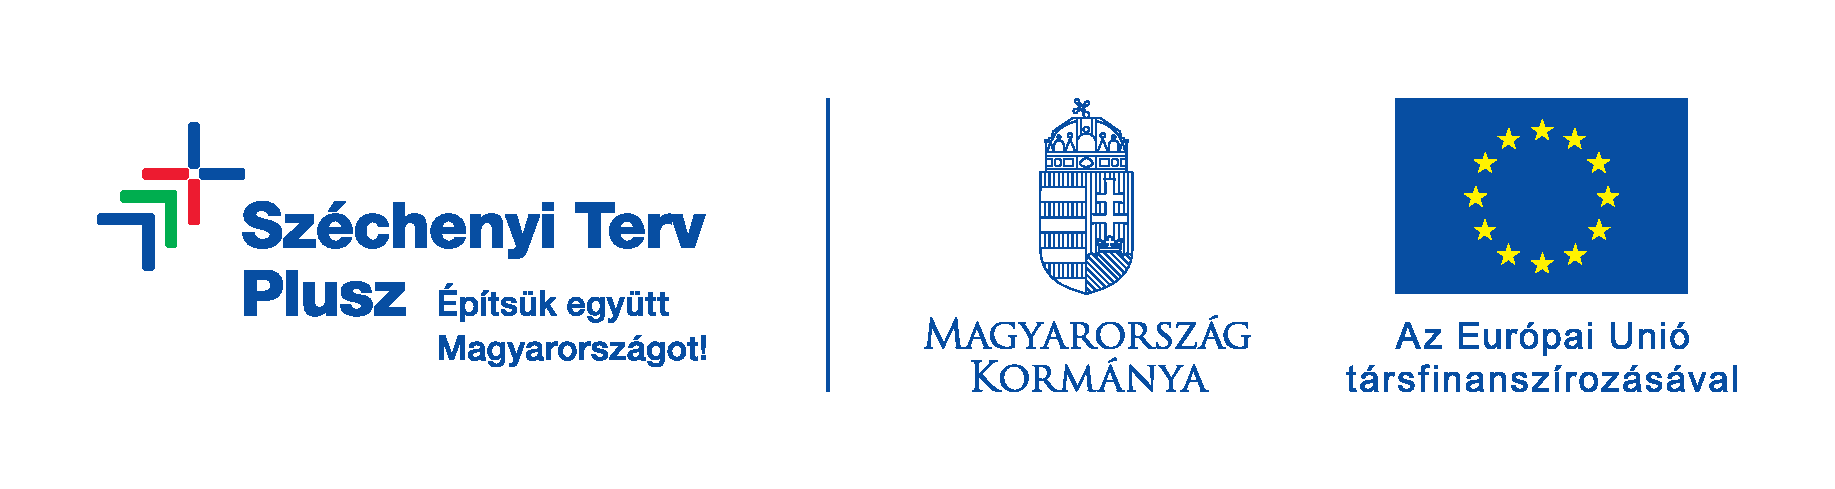 Széchenyi Terv
Plusz
Építsük együtt
Magyarországot!
MAGYARORSZÁG
KORMÁNYA
Az Európai Unió
társfinanszírozásával